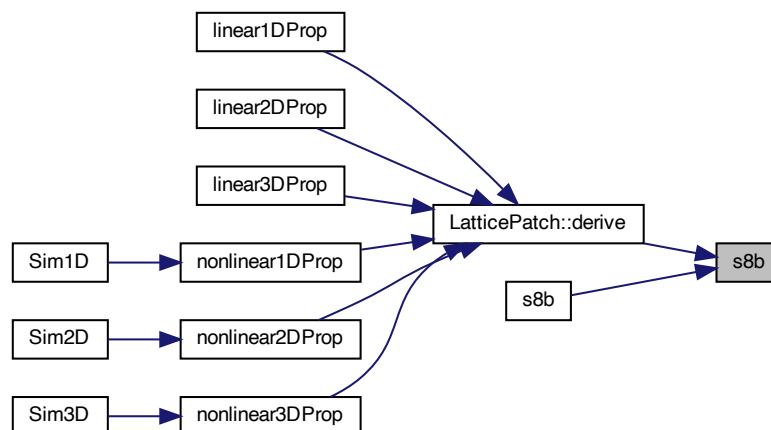 linear1DProp
linear2DProp
linear3DProp
LatticePatch::derive
Sim1D
nonlinear1DProp
s8b
s8b
Sim2D
nonlinear2DProp
Sim3D
nonlinear3DProp